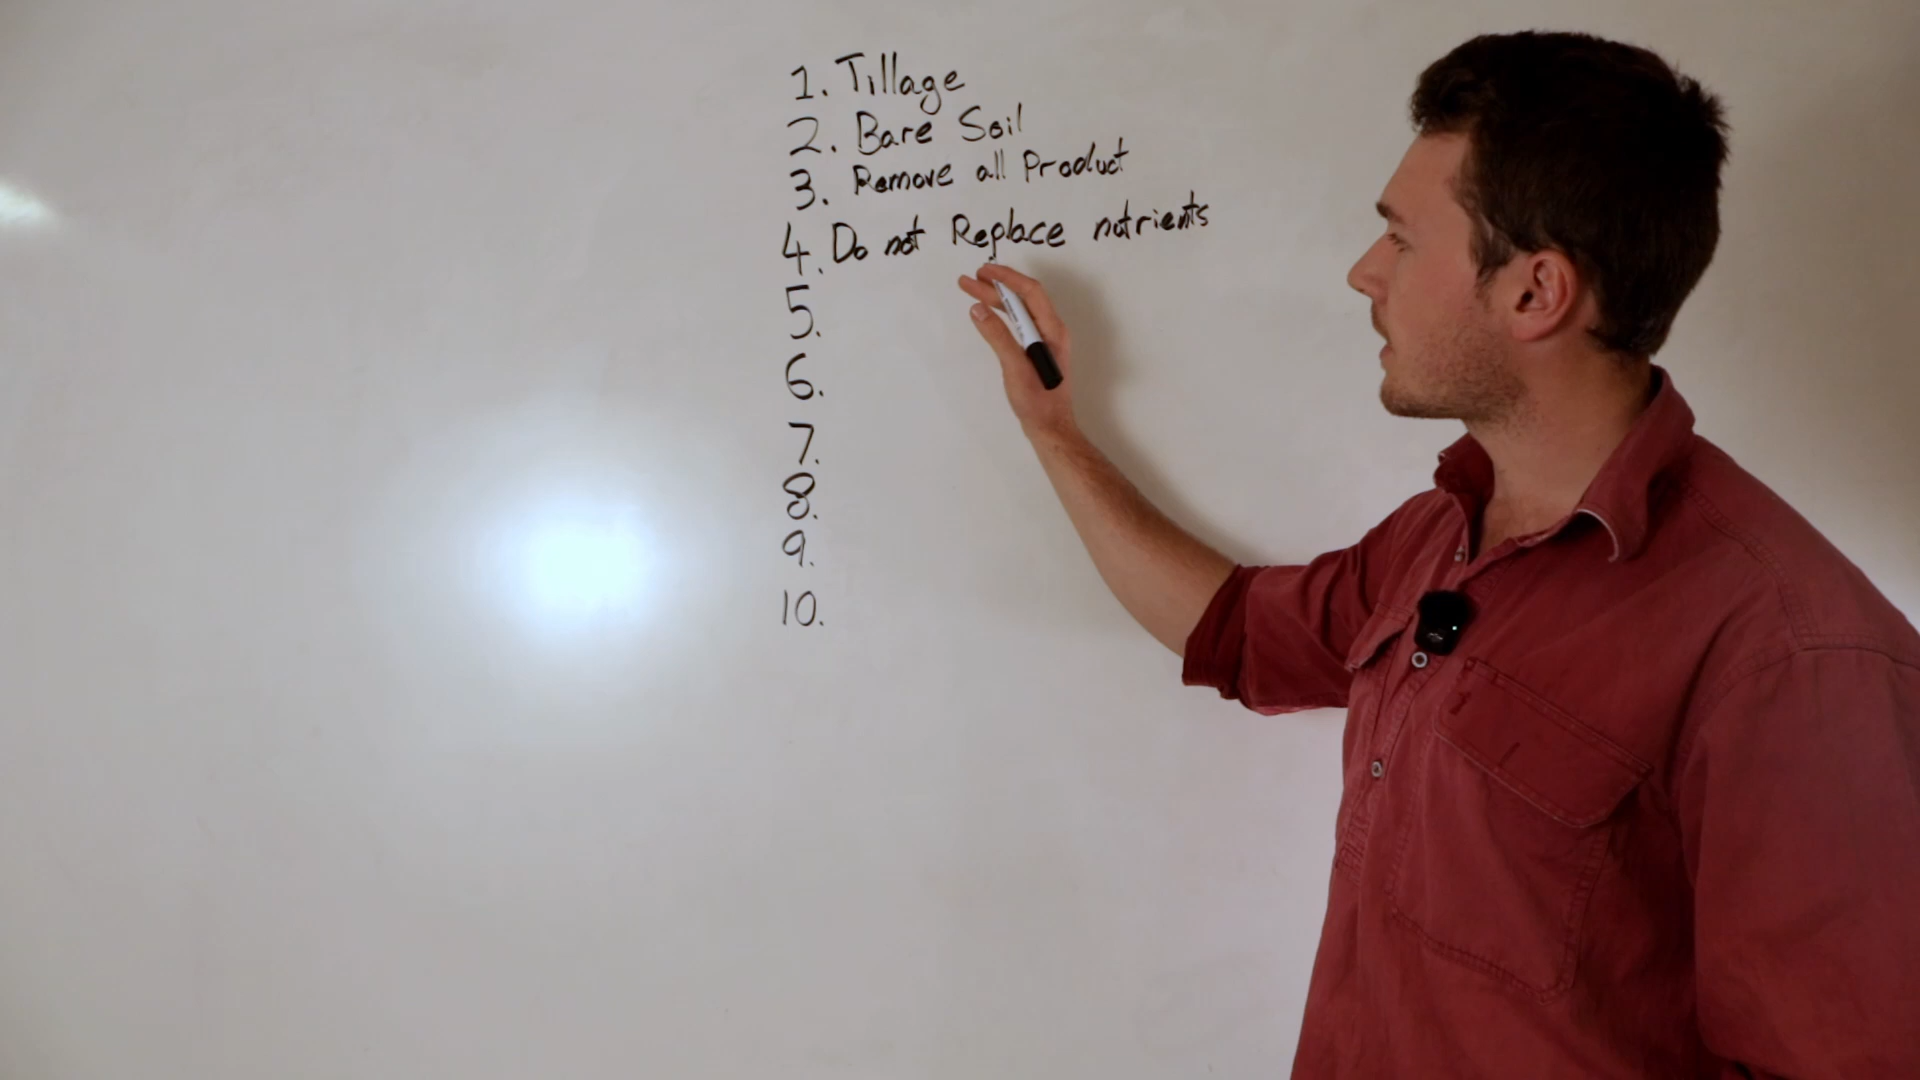 1. Tillage
2. Bare Soil
3. Remove all Product
4. Do not Replace nutrients
5.
6.
7.
8.
9.
10.